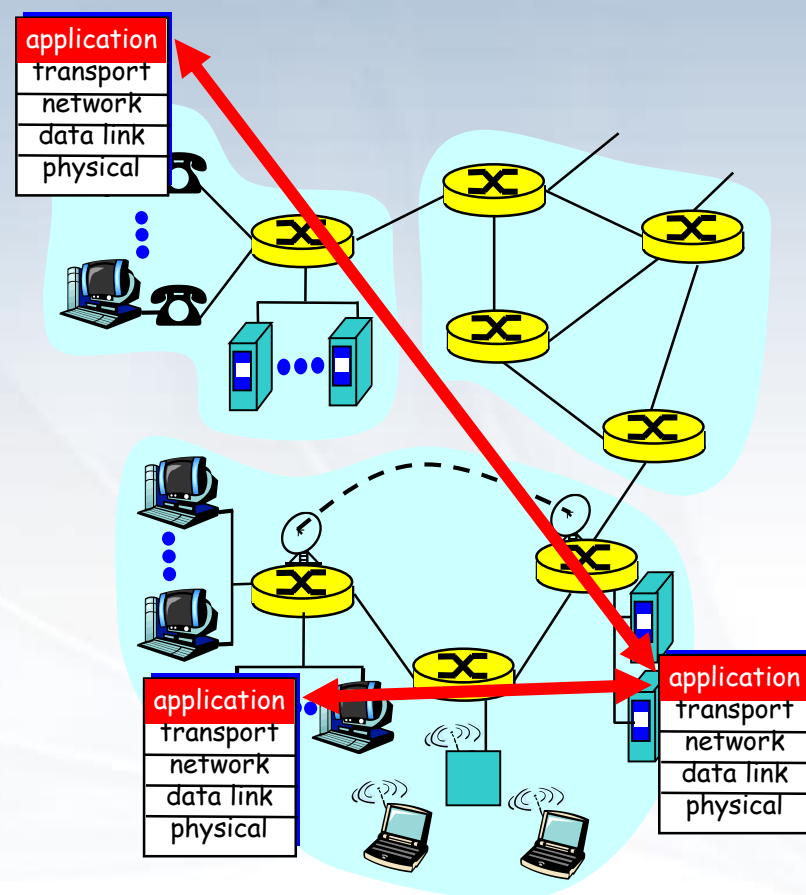 application
transport
network
data link
physical
application
transport
network
data link
physical
application
transport
network
data link
physical